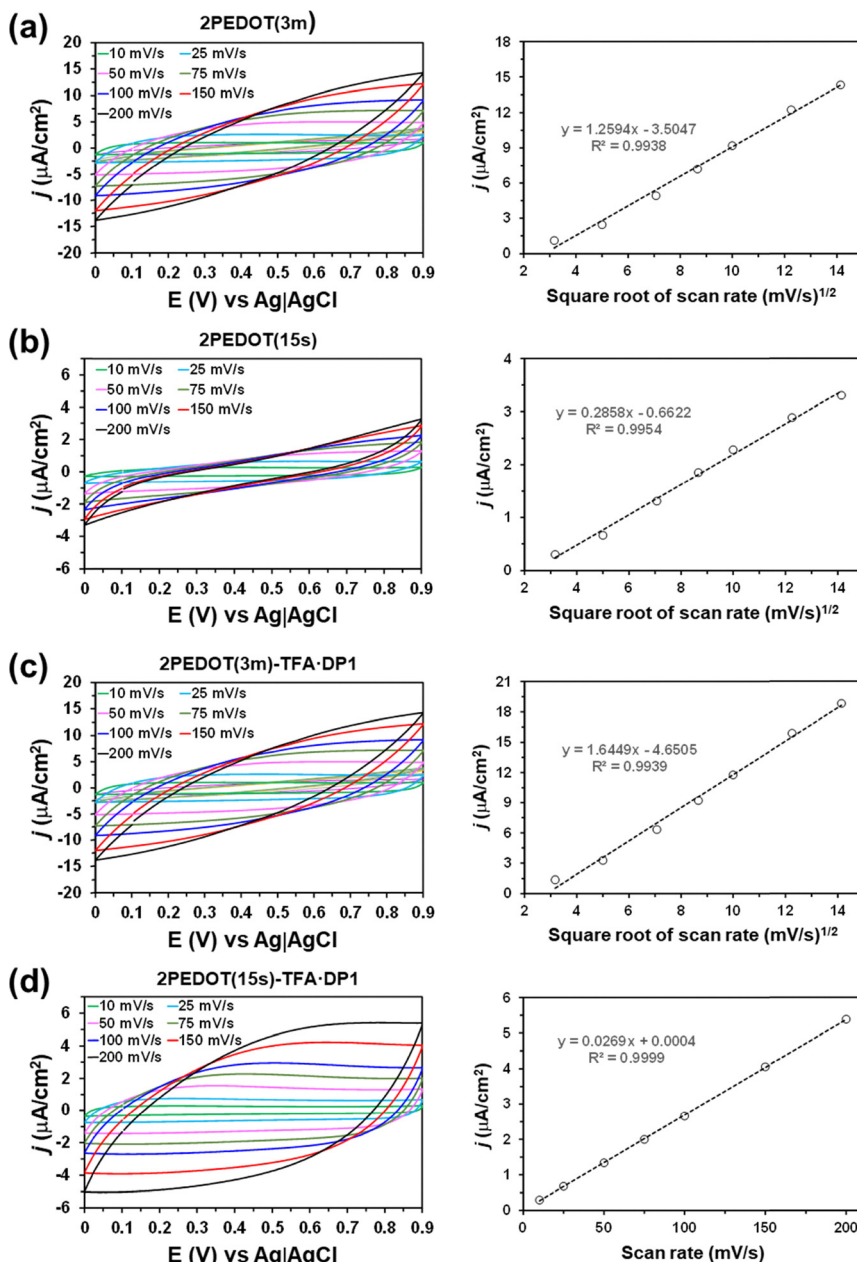 (a)
2PEDOT(3m)
10 mV/s 25 mV/s
50 mV/s 75 mV/s
100 mV/s 150 mV/s
200 mV/s
j (μA/cm²)
20
15
10
5
0
-5
-10
-15
-20
0 0.1 0.2 0.3 0.4 0.5 0.6 0.7 0.8 0.9
E (V) vs Ag|AgCl
j (μA/cm²)
18
15
12
9
6
3
0
y = 1.2594x - 3.5047
R² = 0.9938
2 4 6 8 10 12 14
Square root of scan rate (mV/s)¹ᐟ²
(b)
2PEDOT(15s)
10 mV/s 25 mV/s
50 mV/s 75 mV/s
100 mV/s 150 mV/s
200 mV/s
j (μA/cm²)
6
4
2
0
-2
-4
-6
0 0.1 0.2 0.3 0.4 0.5 0.6 0.7 0.8 0.9
E (V) vs Ag|AgCl
j (μA/cm²)
4
3
2
1
0
y = 0.2858x - 0.6622
R² = 0.9954
2 4 6 8 10 12 14
Square root of scan rate (mV/s)¹ᐟ²
(c)
2PEDOT(3m)-TFA·DP1
10 mV/s 25 mV/s
50 mV/s 75 mV/s
100 mV/s 150 mV/s
200 mV/s
j (μA/cm²)
20
15
10
5
0
-5
-10
-15
-20
0 0.1 0.2 0.3 0.4 0.5 0.6 0.7 0.8 0.9
E (V) vs Ag|AgCl
j (μA/cm²)
21
18
15
12
9
6
3
0
y = 1.6449x - 4.6505
R² = 0.9939
2 4 6 8 10 12 14
Square root of scan rate (mV/s)¹ᐟ²
(d)
2PEDOT(15s)-TFA·DP1
10 mV/s 25 mV/s
50 mV/s 75 mV/s
100 mV/s 150 mV/s
200 mV/s
j (μA/cm²)
6
4
2
0
-2
-4
-6
0 0.1 0.2 0.3 0.4 0.5 0.6 0.7 0.8 0.9
E (V) vs Ag|AgCl
j (μA/cm²)
6
5
4
3
2
1
0
y = 0.0269x + 0.0004
R² = 0.9999
0 50 100 150 200
Scan rate (mV/s)